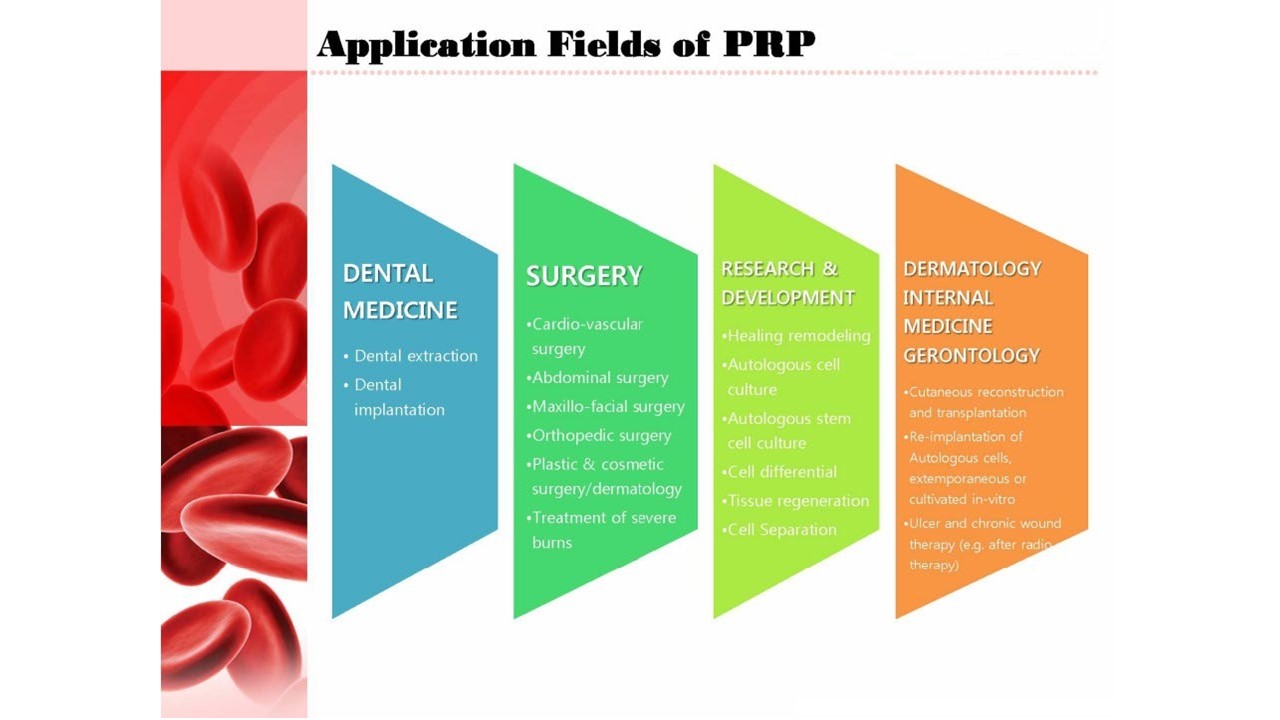 Application Fields of PRP
DENTAL
MEDICINE
• Dental extraction
• Dental
implantation
SURGERY
•Cardio-vascular
surgery
•Abdominal surgery
•Maxillo-facial surgery
•Orthopedic surgery
•Plastic & cosmetic
surgery/dermatology
•Treatment of severe
burns
RESEARCH &
DEVELOPMENT
•Healing remodeling
•Autologous cell
culture
•Autologous stem
cell culture
•Cell differential
•Tissue regeneration
•Cell Separation
DERMATOLOGY
INTERNAL
MEDICINE
GERONTOLOGY
•Cutaneous reconstruction
and transplantation
•Re-implantation of
Autologous cells,
extemporaneous or
cultivated in-vitro
•Ulcer and chronic wound
therapy (e.g. after radio
therapy)